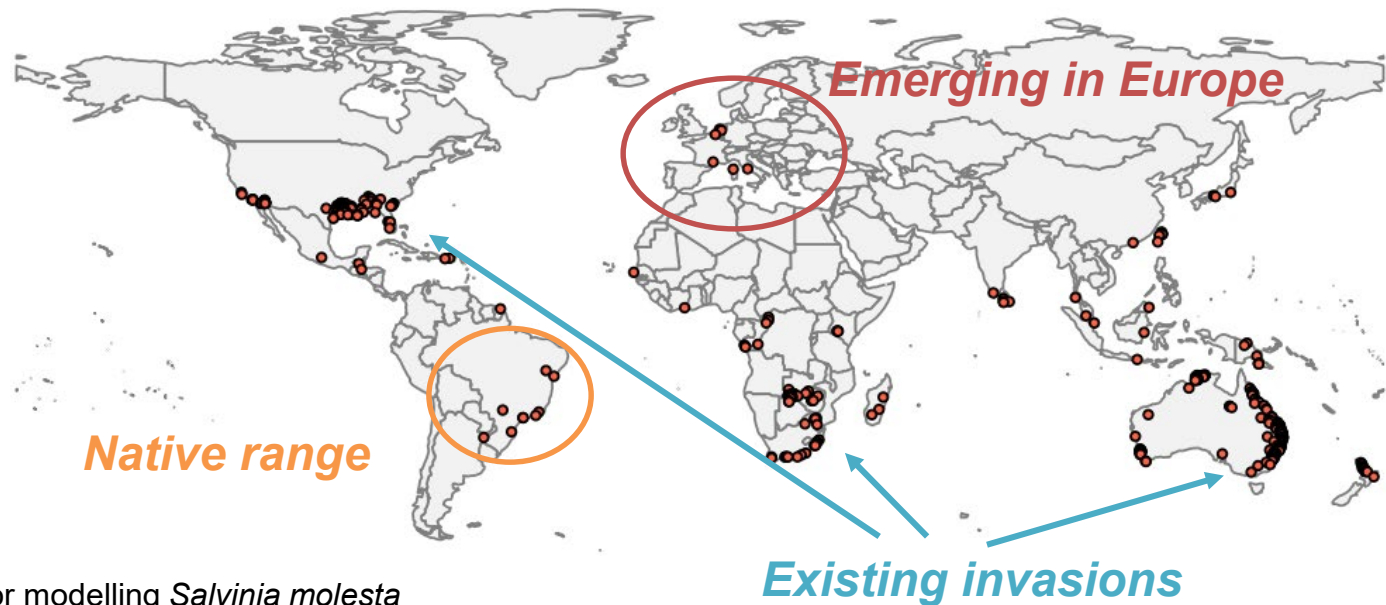 Emerging in Europe
Native range
Existing invasions
or modelling Salvinia molesta